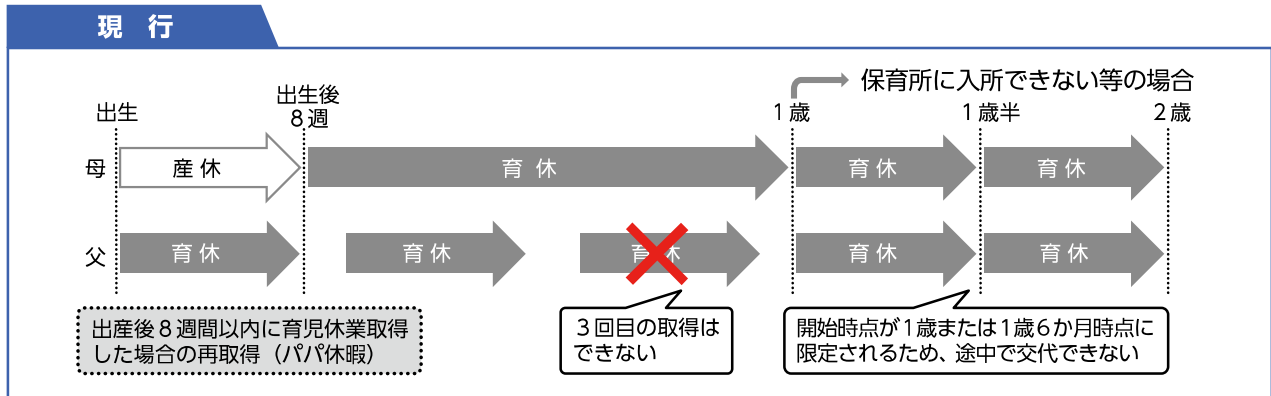 現 行
保育所に入所できない等の場合
出生
出生後
8週
1歳
1歳半
2歳
母
産休
育休
育休
育休
父
育休
育休
育休
育休
育休
出産後8週間以内に育児休業取得
した場合の再取得（パパ休暇）
3回目の取得は
できない
開始時点が1歳または1歳6か月時点に
限定されるため、途中で交代できない